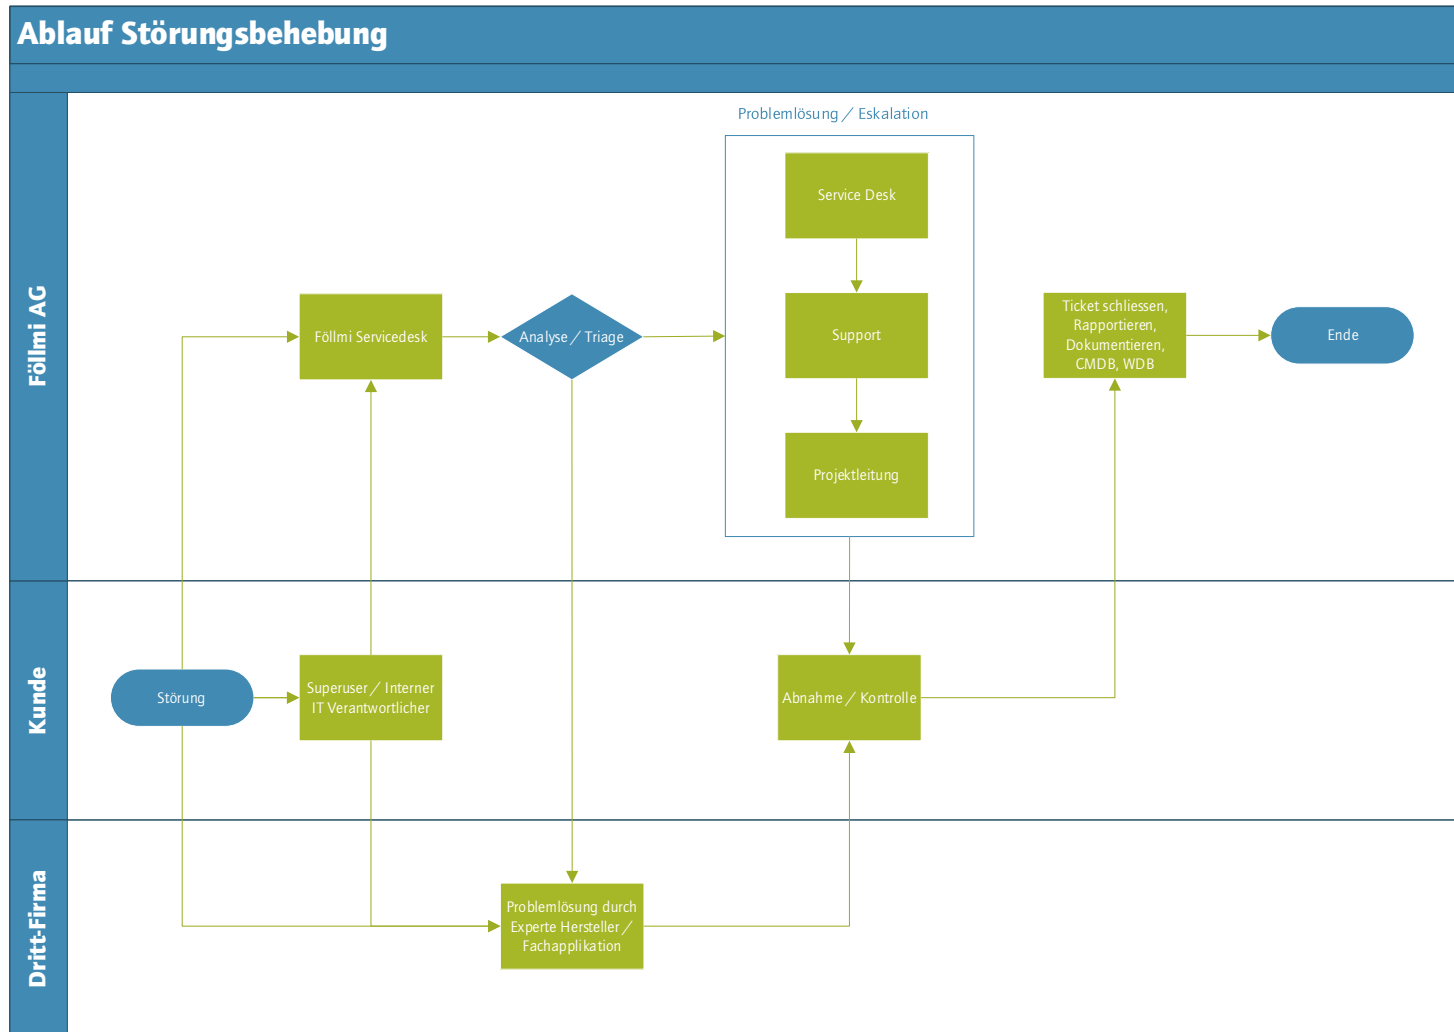 Ablauf Störungsbehebung
Föllmi AG
Problemlösung / Eskalation
Service Desk
Föllmi Servicedesk
Analyse / Triage
Support
Projektleitung
Ticket schliessen,
Rapportieren,
Dokumentieren,
CMDB, WDB
Ende
Kunde
Störung
Superuser / Interner
IT Verantwortlicher
Abnahme / Kontrolle
Dritt-Firma
Problemlösung durch
Experte Hersteller /
Fachapplikation